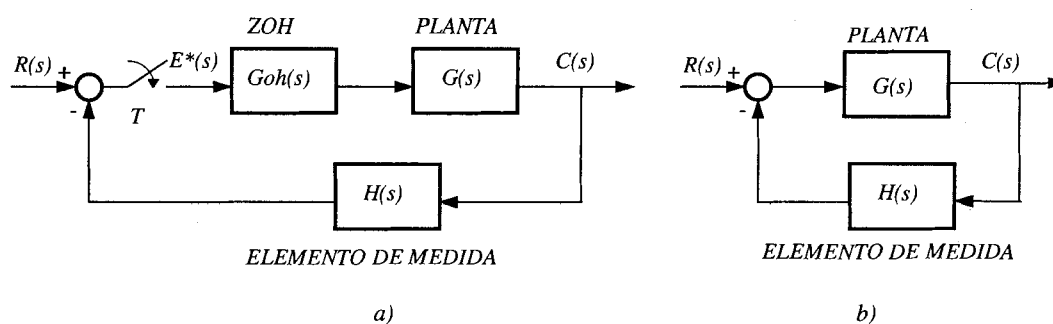 ZOH
PLANTA
R(s)
+
E*(s)
Goh(s)
G(s)
C(s)
-
T
H(s)
ELEMENTO DE MEDIDA
a)
PLANTA
R(s)
+
G(s)
C(s)
-
H(s)
ELEMENTO DE MEDIDA
b)